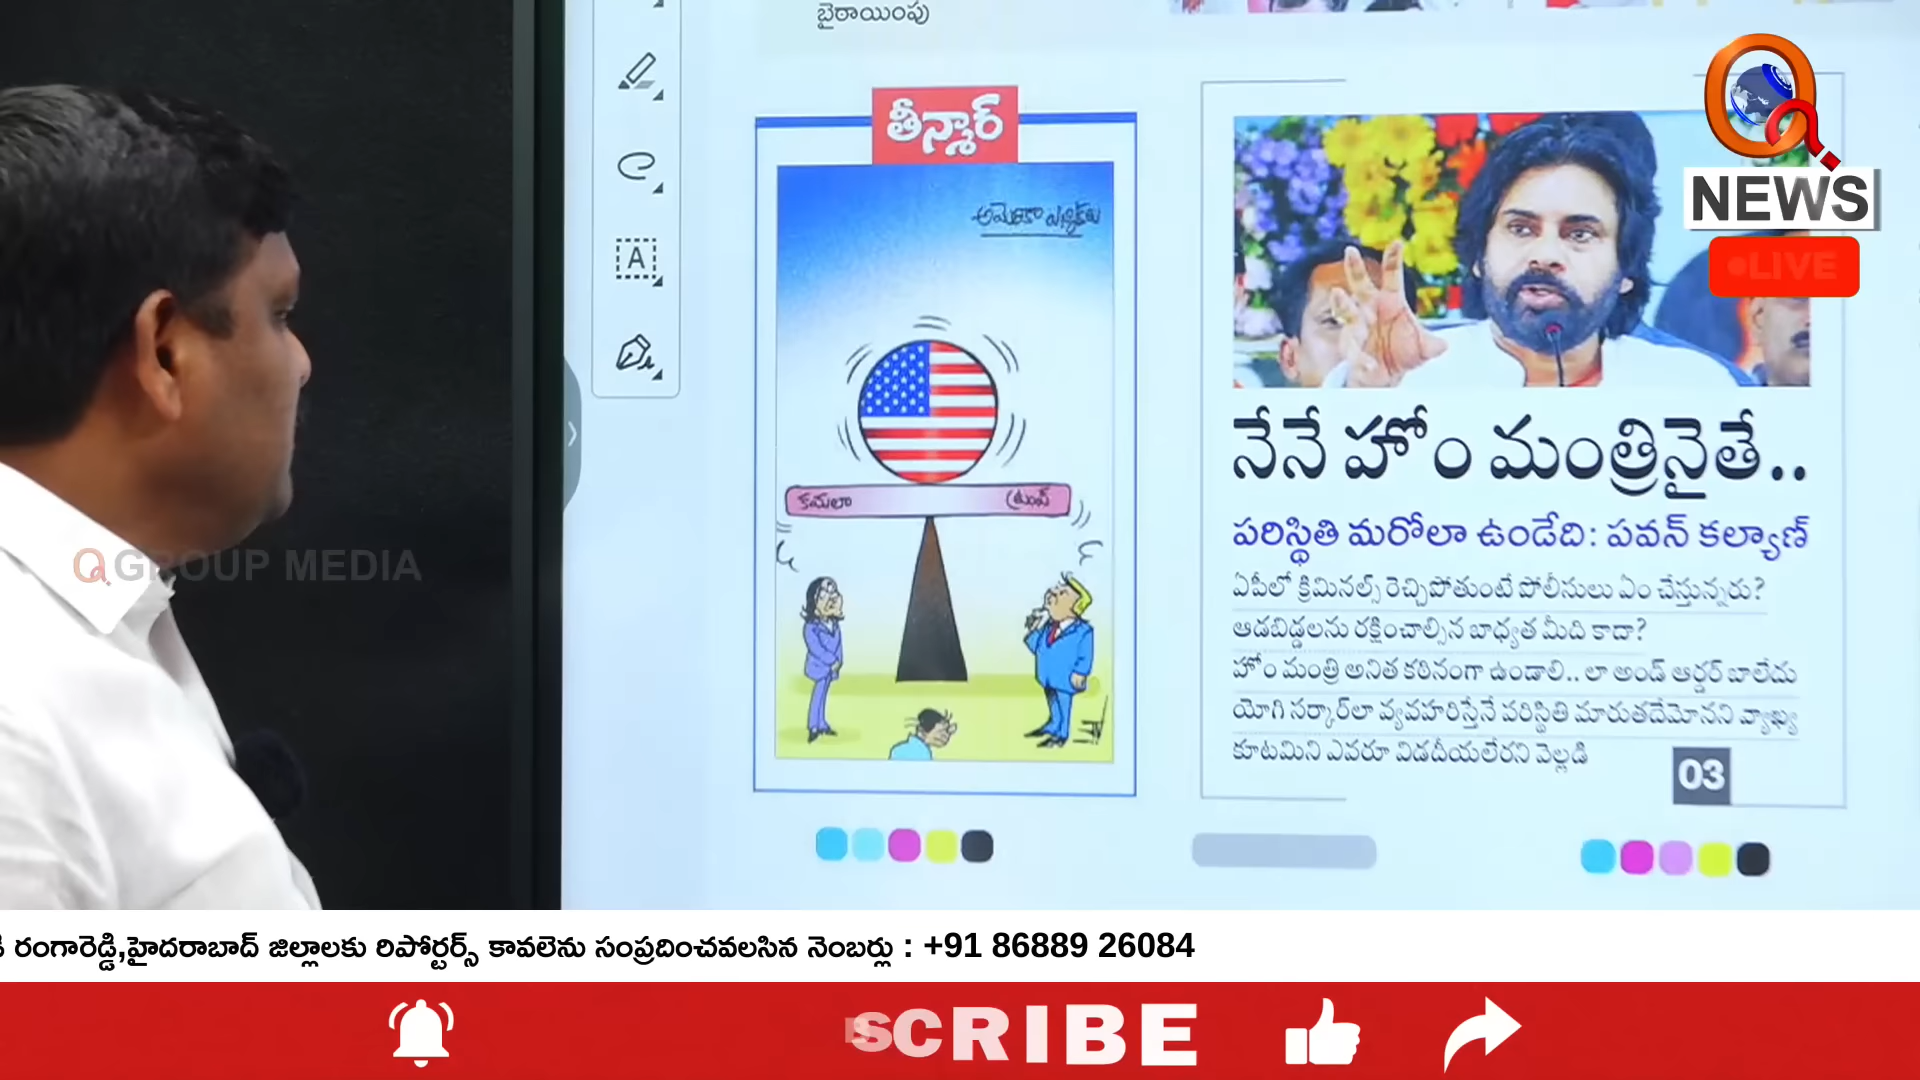 బైఠాయింపు
తీన్మార్
అమెరికా ఎన్నికలు
కమలా
ట్రంప్
A
నేనే హోం మంత్రినైతే..
పరిస్థితి మరోలా ఉండేది: పవన్ కల్యాణ్
ఏపీలో క్రిమినల్స్ రెచ్చిపోతుంటే పోలీసులు ఏం చేస్తున్నరు?
ఆడబిడ్డలను రక్షించాల్సిన బాధ్యత మీది కాదా?
హోం మంత్రి అనిత కఠినంగా ఉండాలి.. లా అండ్ ఆర్డర్ బాలేదు
యోగి సర్కార్‌లా వ్యవహరిస్తేనే పరిస్థితి మారుతదేమోనని వ్యాఖ్య
కూటమిని ఎవరూ విడదీయలేరని వెల్లడి
03
Q
NEWS
LIVE
Q GROUP MEDIA
రంగారెడ్డి,హైదరాబాద్ జిల్లాలకు రిపోర్టర్స్ కావలెను సంప్రదించవలసిన నెంబర్లు : +91 86889 26084
SCRIBE